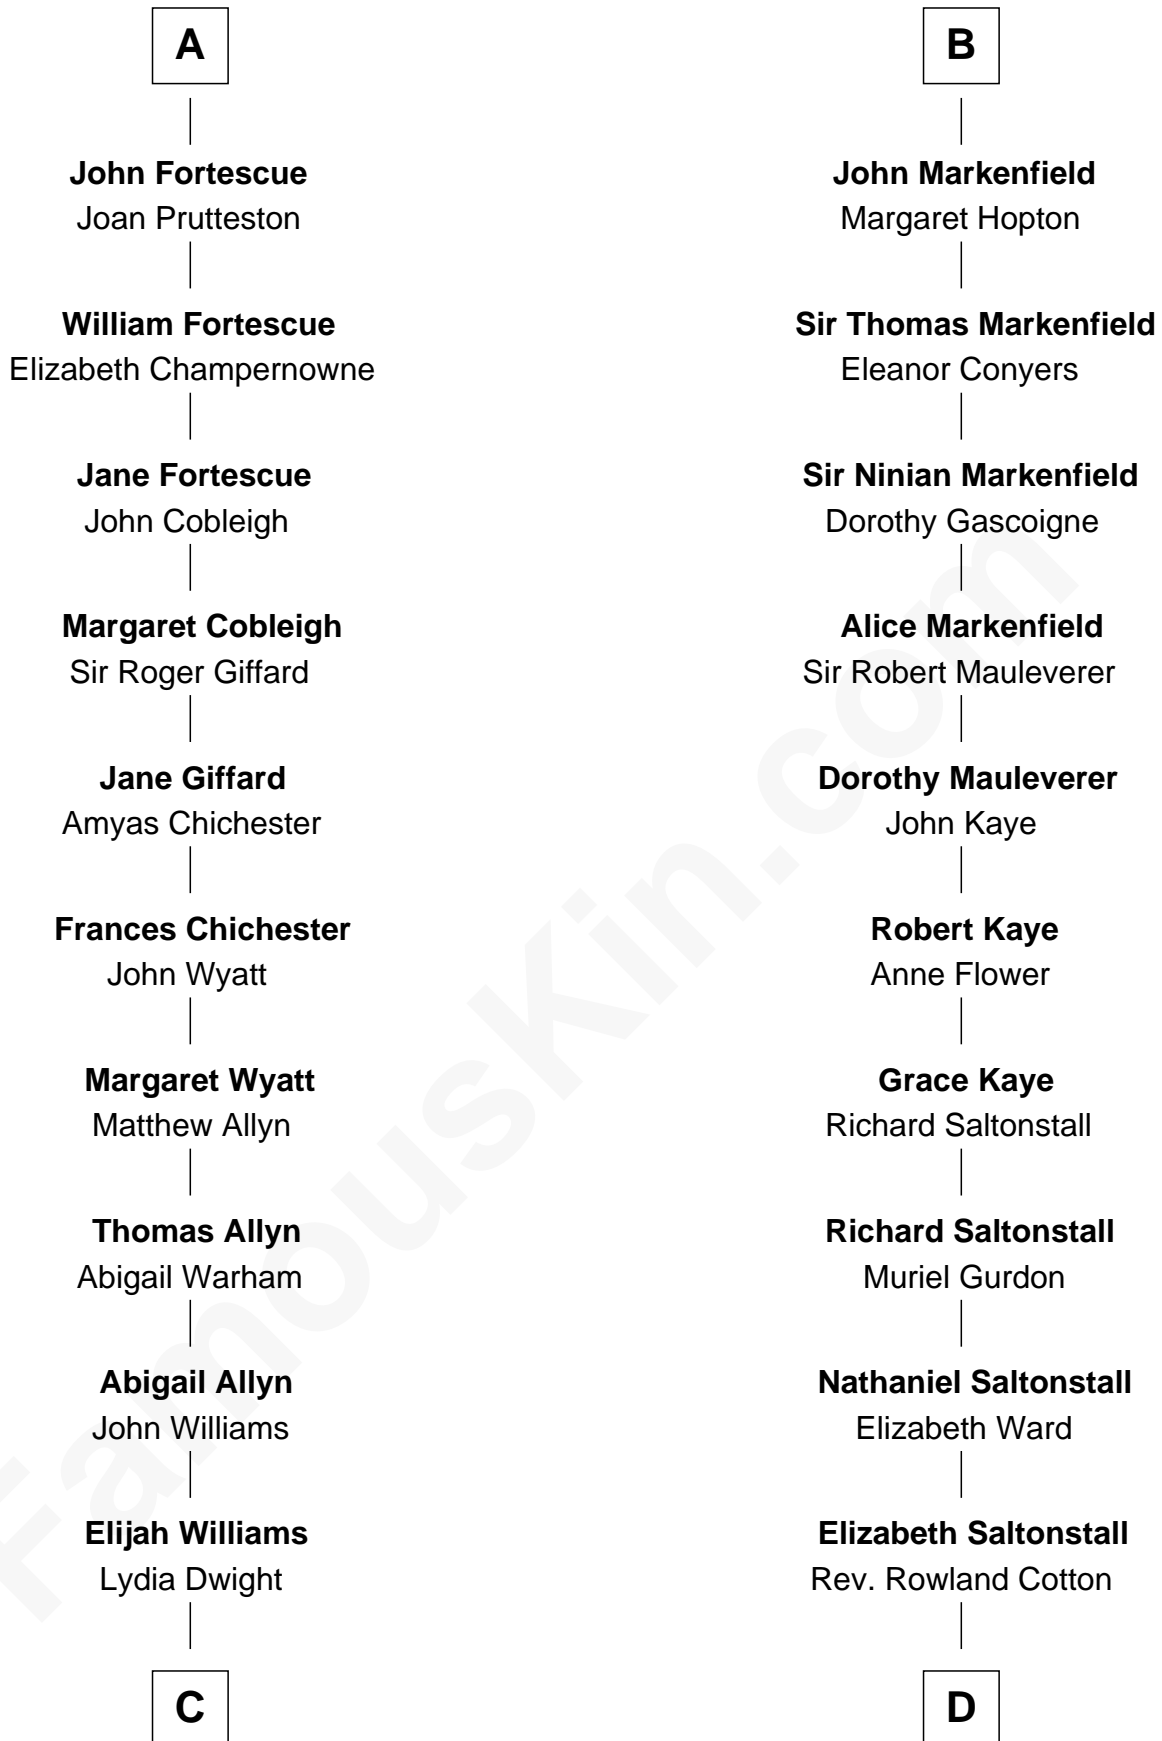 A
John Fortescue
Joan Prutteston
William Fortescue
Elizabeth Champernowne
Jane Fortescue
John Cobleigh
Margaret Cobleigh
Sir Roger Giffard
Jane Giffard
Amyas Chichester
Frances Chichester
John Wyatt
Margaret Wyatt
Matthew Allyn
Thomas Allyn
Abigail Warham
Abigail Allyn
John Williams
Elijah Williams
Lydia Dwight
C
B
John Markenfield
Margaret Hopton
Sir Thomas Markenfield
Eleanor Conyers
Sir Ninian Markenfield
Dorothy Gascoigne
Alice Markenfield
Sir Robert Mauleverer
Dorothy Mauleverer
John Kaye
Robert Kaye
Anne Flower
Grace Kaye
Richard Saltonstall
Richard Saltonstall
Muriel Gurdon
Nathaniel Saltonstall
Elizabeth Ward
Elizabeth Saltonstall
Rev. Rowland Cotton
D
FamousKin.com